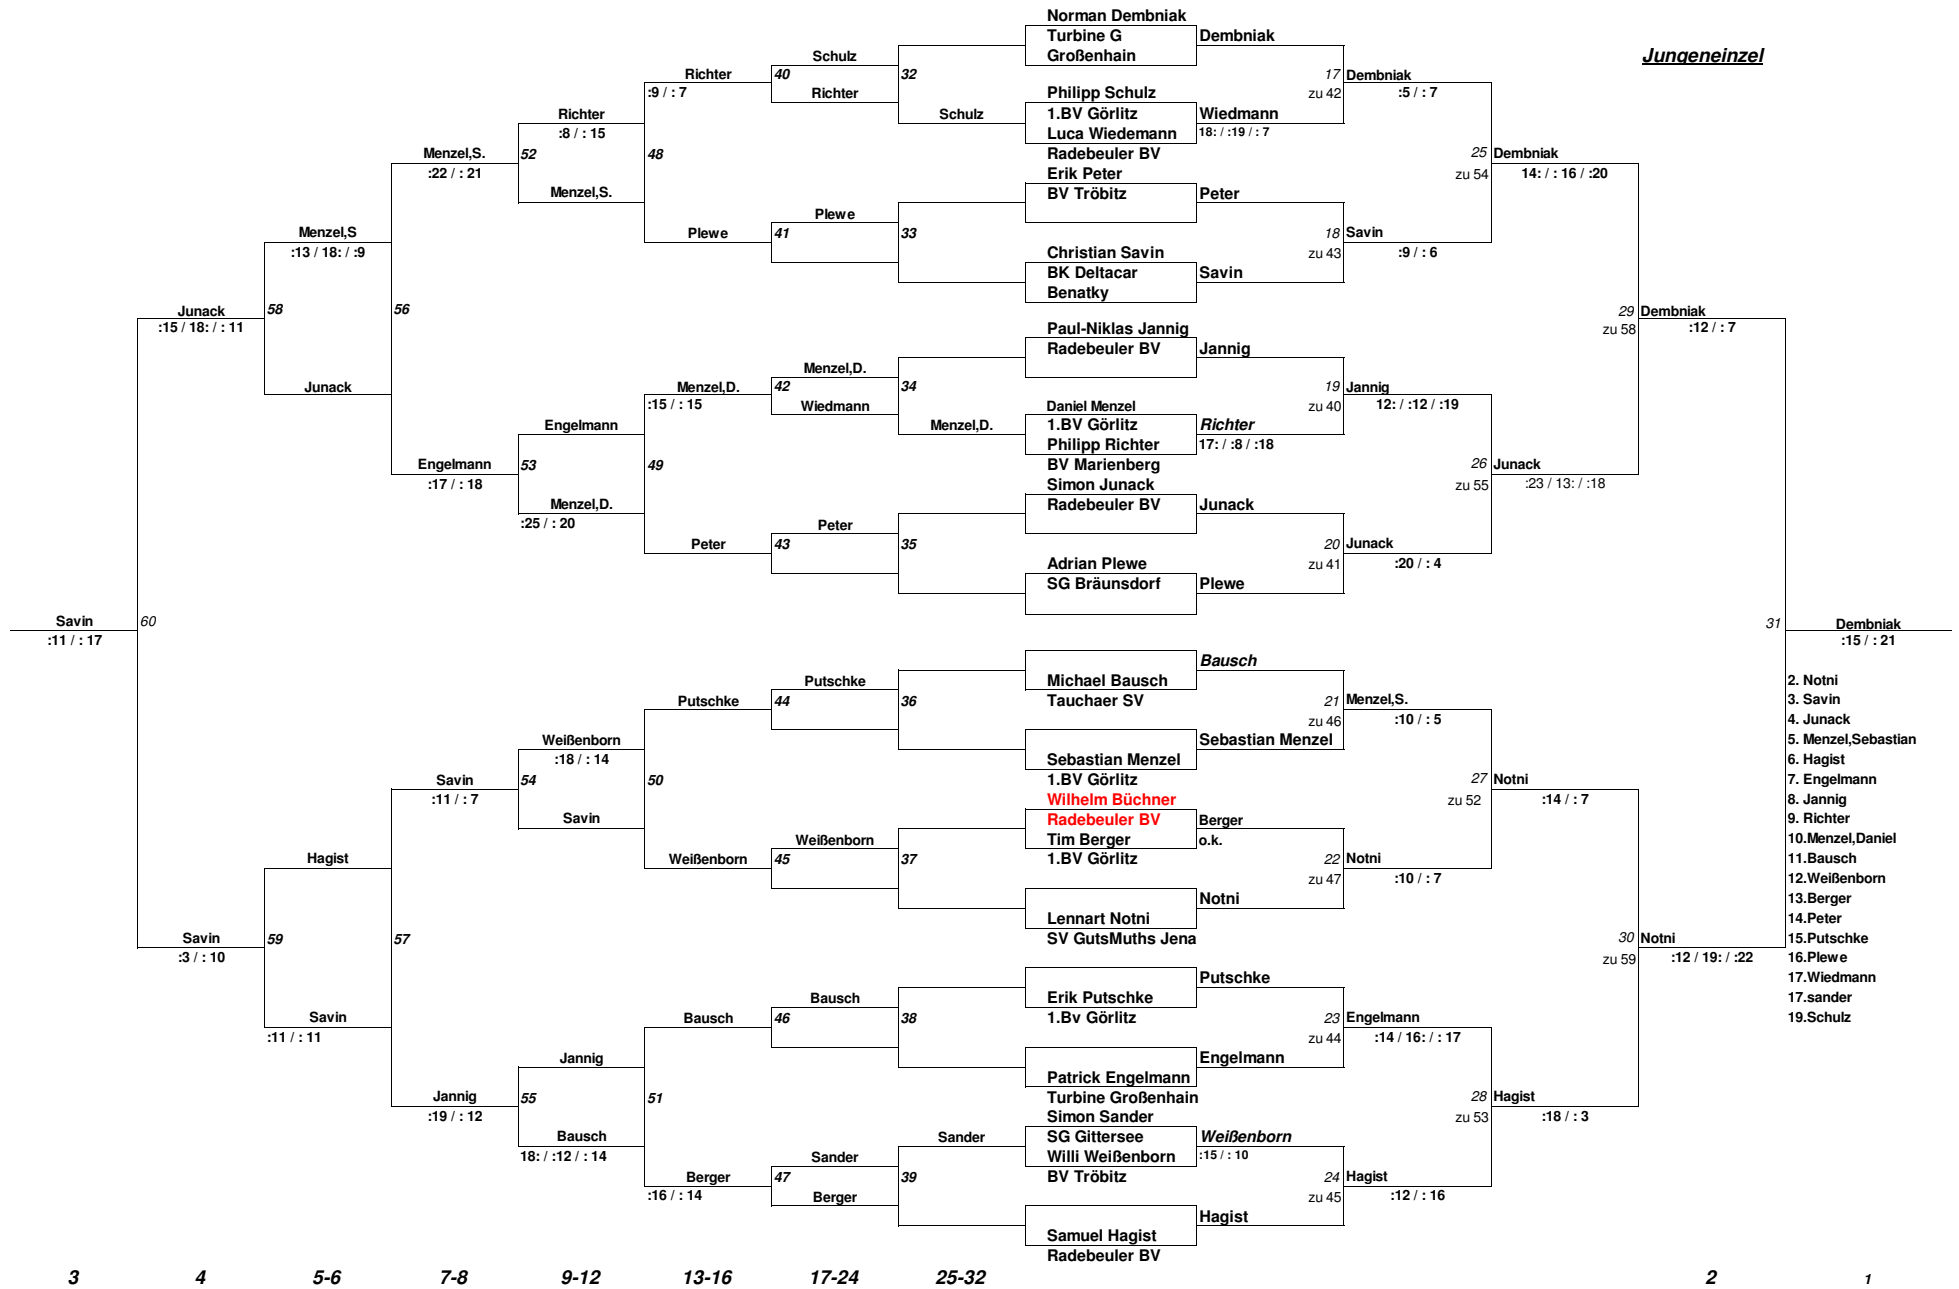 Jungeneinzel
Norman Dembniak
Turbine G
Großenhain
Dembniak
Philipp Schulz
1.BV Görlitz
Luca Wiedemann
Radebeuler BV
Wiedmann
18: / :19 / : 7
Erik Peter
BV Tröbitz
Peter
Christian Savin
BK Deltacar
Benatky
Savin
Paul-Niklas Jannig
Radebeuler BV
Jannig
Daniel Menzel
1.BV Görlitz
Philipp Richter
BV Marienberg
Richter
17: / :8 / :18
Simon Junack
Radebeuler BV
Junack
Adrian Plewe
SG Bräunsdorf
Plewe
Bausch
Michael Bausch
Tauchaer SV
Sebastian Menzel
Sebastian Menzel
1.BV Görlitz
Wilhelm Büchner
Radebeuler BV
Tim Berger
1.BV Görlitz
Berger
o.k.
Notni
Lennart Notni
SV GutsMuths Jena
Putschke
Erik Putschke
1.Bv Görlitz
Engelmann
Patrick Engelmann
Turbine Großenhain
Simon Sander
SG Gittersee
Willi Weißenborn
BV Tröbitz
Weißenborn
:15 / : 10
Hagist
Samuel Hagist
Radebeuler BV
17 Dembniak
zu 42 :5 / : 7
18 Savin
zu 43 :9 / : 6
19 Jannig
zu 40 12: / :12 / :19
20 Junack
zu 41 :20 / : 4
21 Menzel,S.
zu 46 :10 / : 5
22 Notni
zu 47 :10 / : 7
23 Engelmann
zu 44 :14 / 16: / : 17
24 Hagist
zu 45 :12 / : 16
25 Dembniak
zu 54 14: / : 16 / :20
26 Junack
zu 55 :23 / 13: / :18
27 Notni
zu 52 :14 / : 7
28 Hagist
zu 53 :18 / : 3
29 Dembniak
zu 58 :12 / : 7
30 Notni
zu 59 :12 / 19: / :22
31 Dembniak
:15 / : 21
2. Notni
3. Savin
4. Junack
5. Menzel,Sebastian
6. Hagist
7. Engelmann
8. Jannig
9. Richter
10.Menzel,Daniel
11.Bausch
12.Weißenborn
13.Berger
14.Peter
15.Putschke
16.Plewe
17.Wiedmann
17.sander
19.Schulz
Schulz
32
Schulz
40
Richter
33
Plewe
41
34
Menzel,D.
Menzel,D.
42
Wiedmann
35
Peter
43
36
Putschke
44
37
Weißenborn
45
38
Bausch
46
39
Sander
Sander
47
Berger
Richter
:9 / : 7
48
Plewe
Menzel,D.
:15 / : 15
49
Peter
Putschke
50
Weißenborn
Bausch
51
Berger
:16 / : 14
Richter
:8 / : 15
52
Menzel,S.
Engelmann
53
Menzel,D.
:25 / : 20
Weißenborn
:18 / : 14
54
Savin
Jannig
55
Bausch
18: / :12 / : 14
Menzel,S.
:22 / : 21
56
Engelmann
:17 / : 18
Savin
:11 / : 7
57
Jannig
:19 / : 12
Menzel,S
:13 / 18: / :9
58
Junack
Hagist
59
Savin
:11 / : 11
Junack
:15 / 18: / : 11
60
Savin
:3 / : 10
Savin
:11 / : 17
3 4 5-6 7-8 9-12 13-16 17-24 25-32 2 1